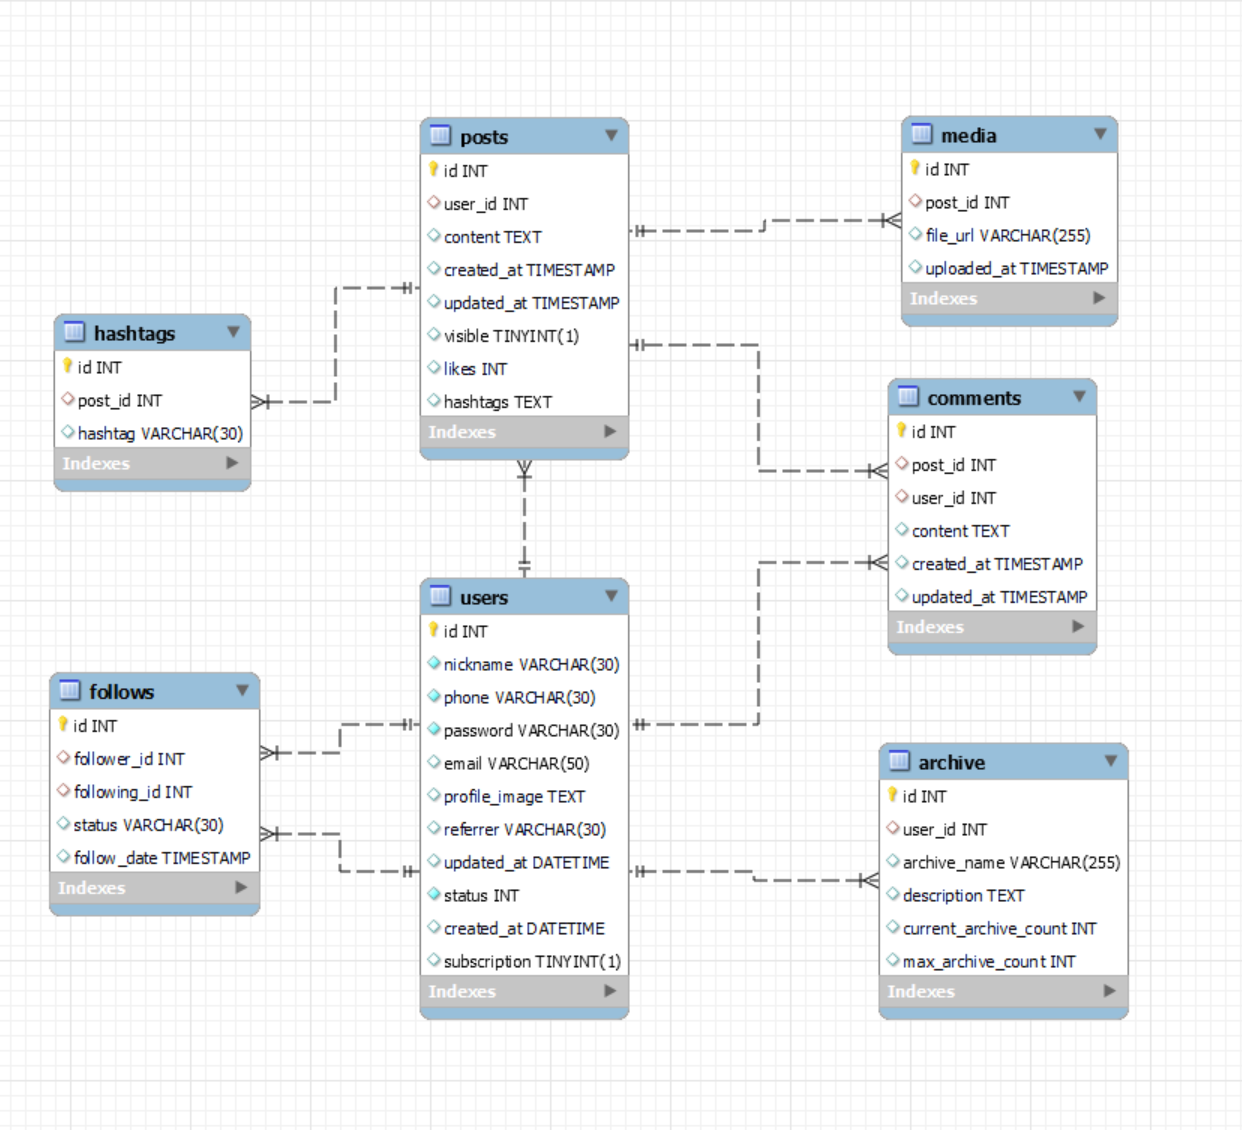 posts
id INT
user_id INT
content TEXT
created_at TIMESTAMP
updated_at TIMESTAMP
visible TINYINT(1)
likes INT
hashtags TEXT
Indexes
media
id INT
post_id INT
file_url VARCHAR(255)
uploaded_at TIMESTAMP
Indexes
hashtags
id INT
post_id INT
hashtag VARCHAR(30)
Indexes
comments
id INT
post_id INT
user_id INT
content TEXT
created_at TIMESTAMP
updated_at TIMESTAMP
Indexes
users
id INT
nickname VARCHAR(30)
phone VARCHAR(30)
password VARCHAR(30)
email VARCHAR(50)
profile_image TEXT
referrer VARCHAR(30)
updated_at DATETIME
status INT
created_at DATETIME
subscription TINYINT(1)
Indexes
follows
id INT
follower_id INT
following_id INT
status VARCHAR(30)
follow_date TIMESTAMP
Indexes
archive
id INT
user_id INT
archive_name VARCHAR(255)
description TEXT
current_archive_count INT
max_archive_count INT
Indexes